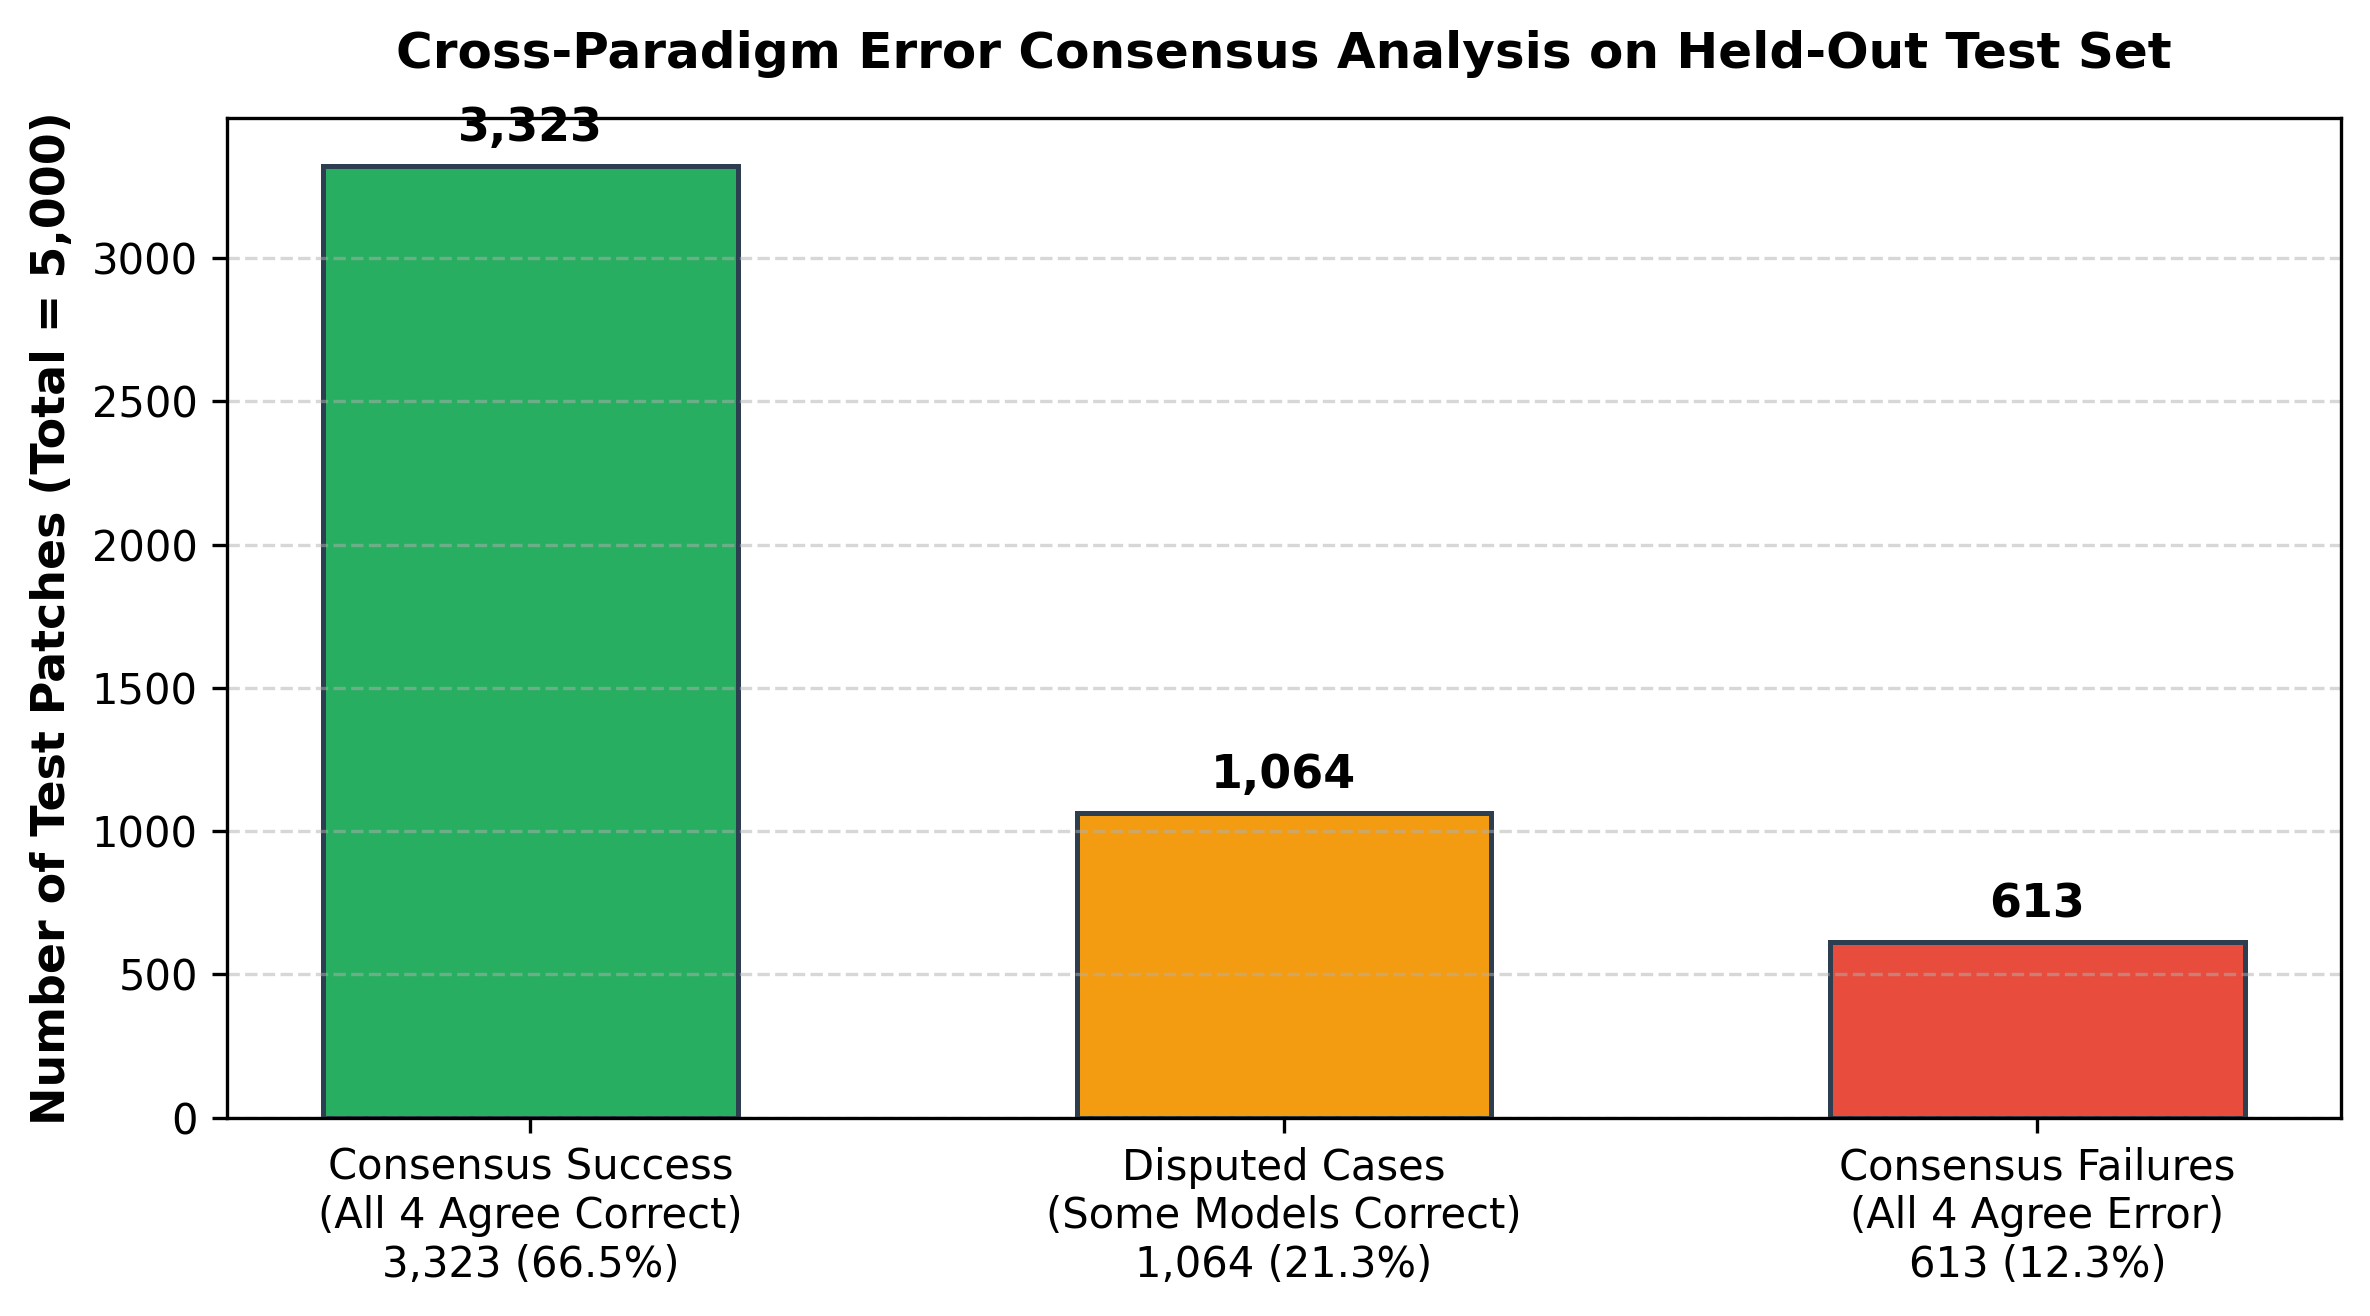 Cross-Paradigm Error Consensus Analysis on Held-Out Test Set
Number of Test Patches (Total = 5,000)
3000
2500
2000
1500
1000
500
0
3,323
1,064
613
Consensus Success
(All 4 Agree Correct)
3,323 (66.5%)
Disputed Cases
(Some Models Correct)
1,064 (21.3%)
Consensus Failures
(All 4 Agree Error)
613 (12.3%)